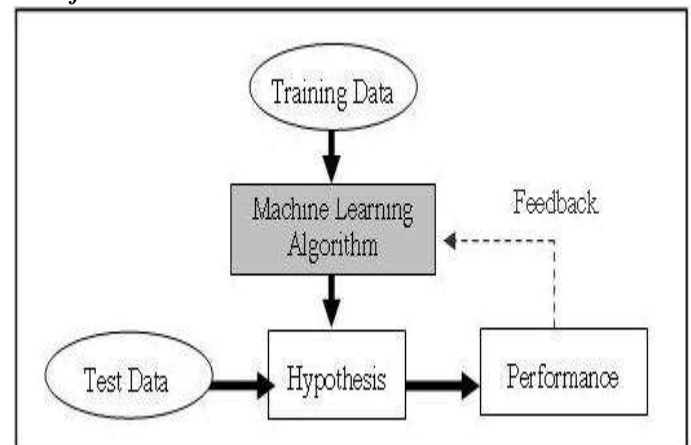 Training Data
Machine Learning
Algorithm
Feedback
Test Data
Hypothesis
Performance